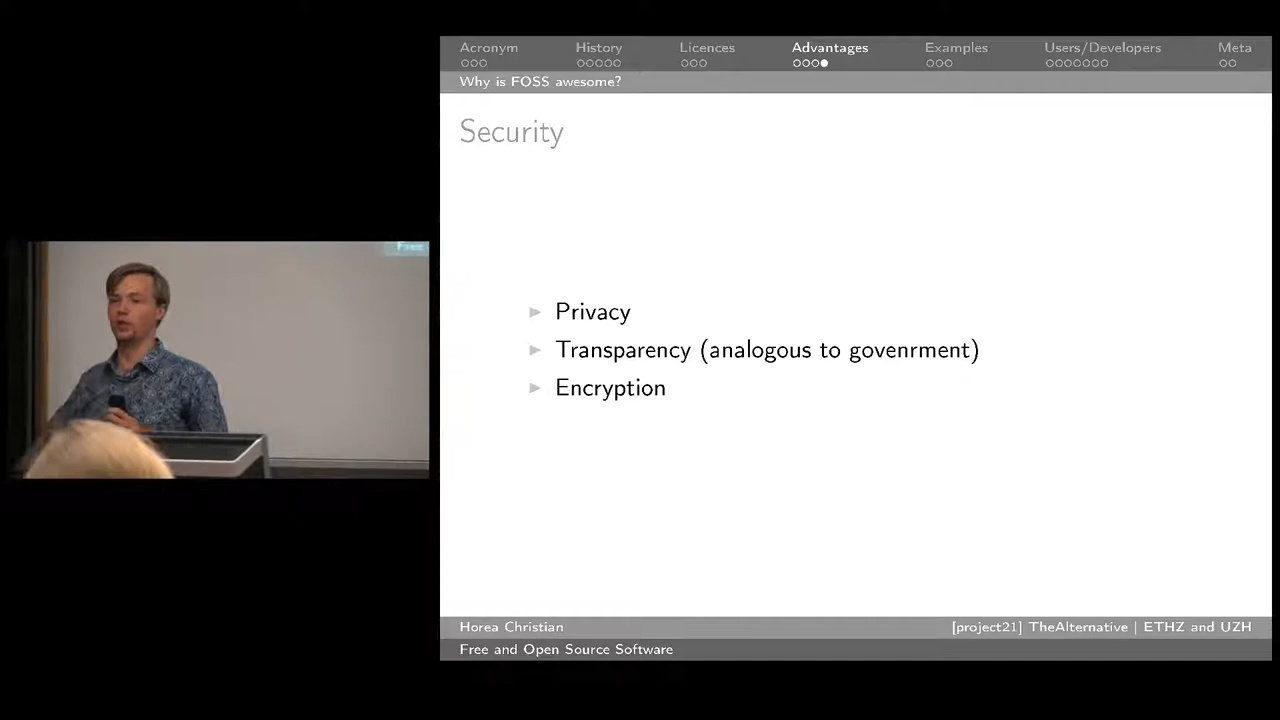 Acronym History Licences Advantages Examples Users/Developers Meta
Why is FOSS awesome?
Security
Free
Privacy
Transparency (analogous to govenrment)
Encryption
Horea Christian [project21] TheAlternative | ETHZ and UZH
Free and Open Source Software